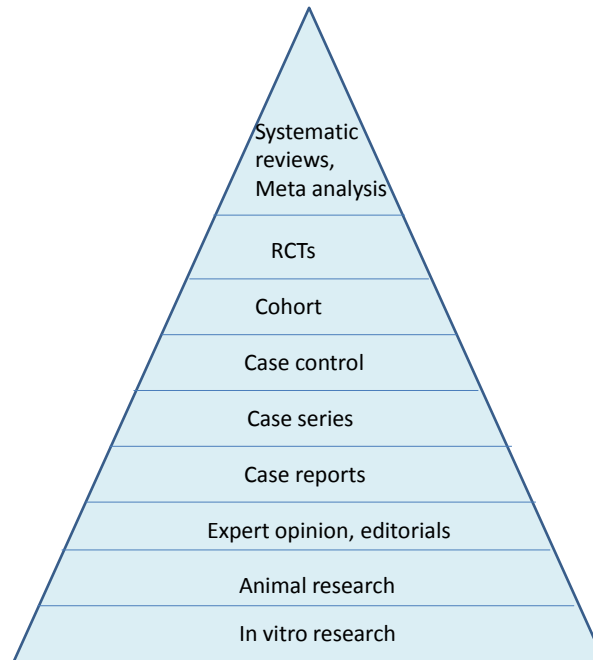 Systematic
reviews,
Meta analysis
RCTs
Cohort
Case control
Case series
Case reports
Expert opinion, editorials
Animal research
In vitro research